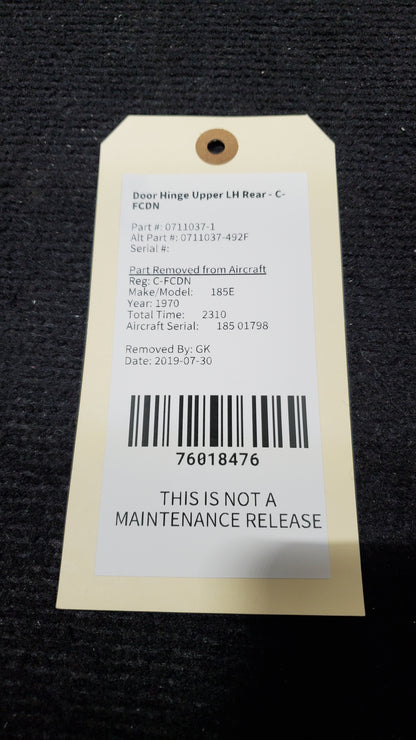 Door Hinge Upper LH Rear - C-
FCDN
Part #: 0711037-1
Alt Part #: 0711037-492F
Serial #:
Part Removed from Aircraft
Reg: C-FCDN
Make/Model: 185E
Year: 1970
Total Time: 2310
Aircraft Serial: 185 01798
Removed By: GK
Date: 2019-07-30
76018476
THIS IS NOT A
MAINTENANCE RELEASE